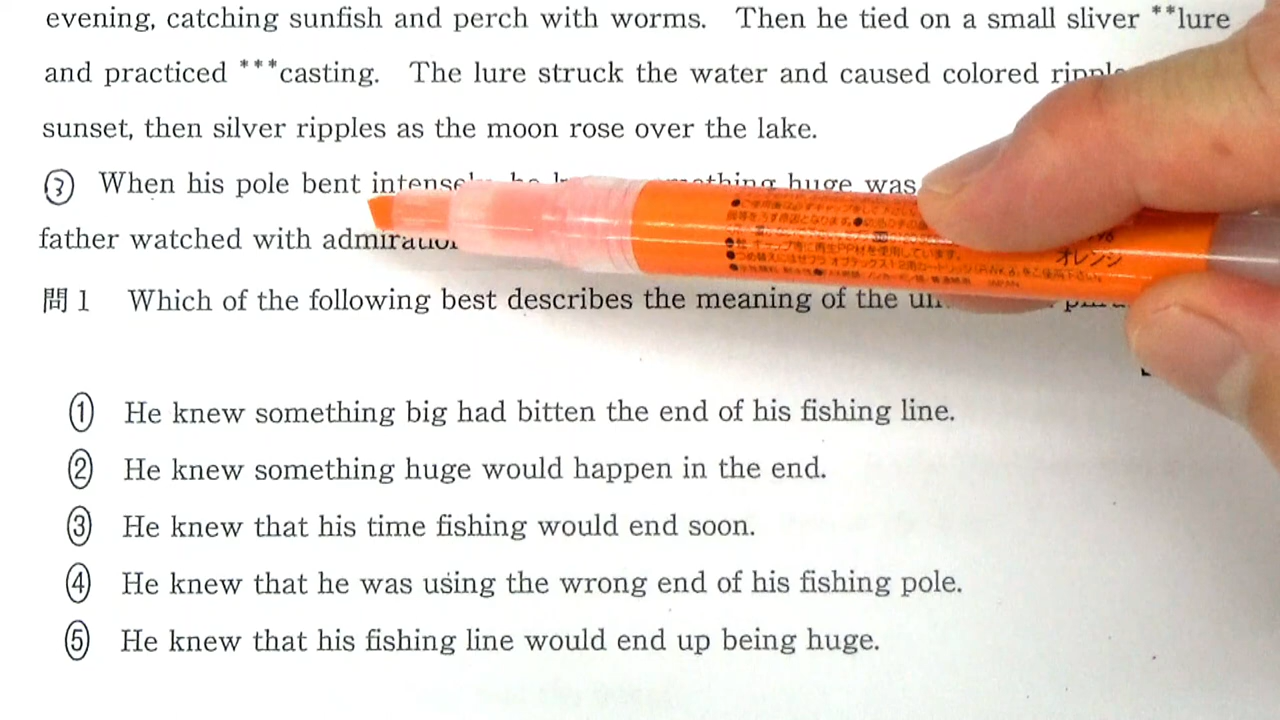 evening, catching sunfish and perch with worms. Then he tied on a small sliver **lure
and practiced ***casting. The lure struck the water and caused colored
sunset, then silver ripples as the moon rose over the lake.
③ When his pole bent huge was
father watched with
問1 Which of the following best describes the meaning of the
① He knew something big had bitten the end of his fishing line.
② He knew something huge would happen in the end.
③ He knew that his time fishing would end soon.
④ He knew that he was using the wrong end of his fishing pole.
⑤ He knew that his fishing line would end up being huge.
オレンジ